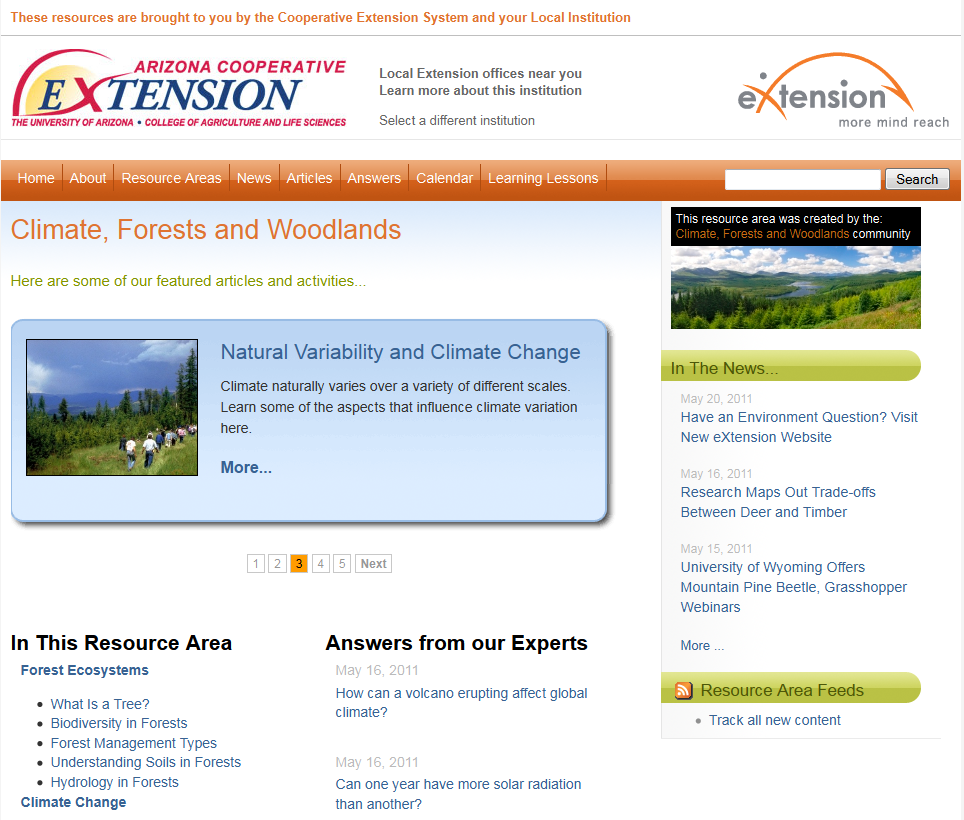 These resources are brought to you by the Cooperative Extension System and your Local Institution
ARIZONA COOPERATIVE
EXTENSION
THE UNIVERSITY OF ARIZONA • COLLEGE OF AGRICULTURE AND LIFE SCIENCES
Local Extension offices near you
Learn more about this institution
Select a different institution
eXtension
more mind reach
Home About Resource Areas News Articles Answers Calendar Learning Lessons Search
Climate, Forests and Woodlands
Here are some of our featured articles and activities...
Natural Variability and Climate Change
Climate naturally varies over a variety of different scales.
Learn some of the aspects that influence climate variation
here.
More...
1 2 3 4 5 Next
In This Resource Area
Forest Ecosystems
• What Is a Tree?
• Biodiversity in Forests
• Forest Management Types
• Understanding Soils in Forests
• Hydrology in Forests
Climate Change
Answers from our Experts
May 16, 2011
How can a volcano erupting affect global
climate?
May 16, 2011
Can one year have more solar radiation
than another?
This resource area was created by the:
Climate, Forests and Woodlands community
In The News...
May 20, 2011
Have an Environment Question? Visit
New eXtension Website
May 16, 2011
Research Maps Out Trade-offs
Between Deer and Timber
May 15, 2011
University of Wyoming Offers
Mountain Pine Beetle, Grasshopper
Webinars
More ...
Resource Area Feeds
• Track all new content